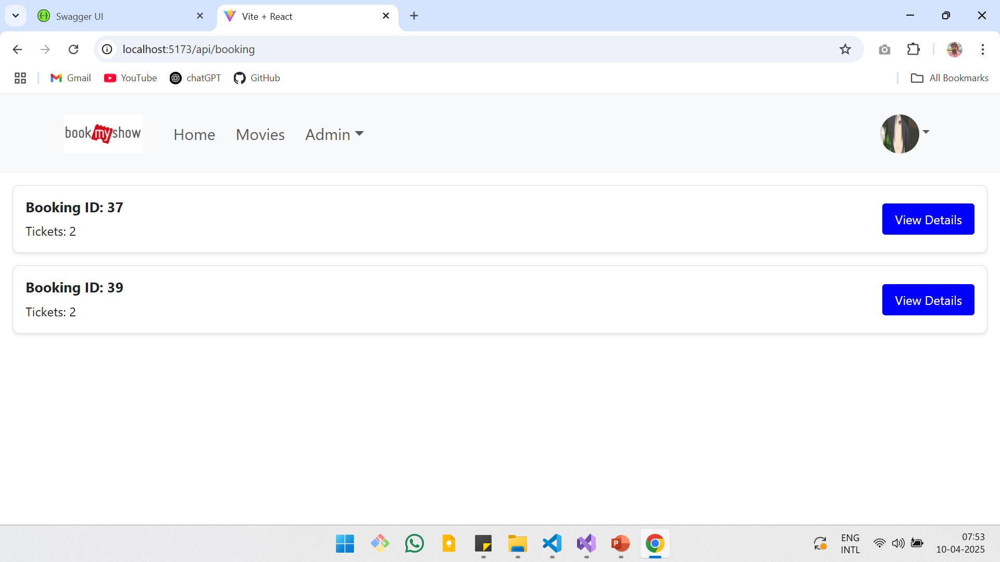 Swagger UI
Vite + React
localhost:5173/api/booking
Gmail
YouTube
chatGPT
GitHub
All Bookmarks
bookmyshow
Home
Movies
Admin
Booking ID: 37
Tickets: 2
View Details
Booking ID: 39
Tickets: 2
View Details
P
ENG
INTL
07:53
10-04-2025